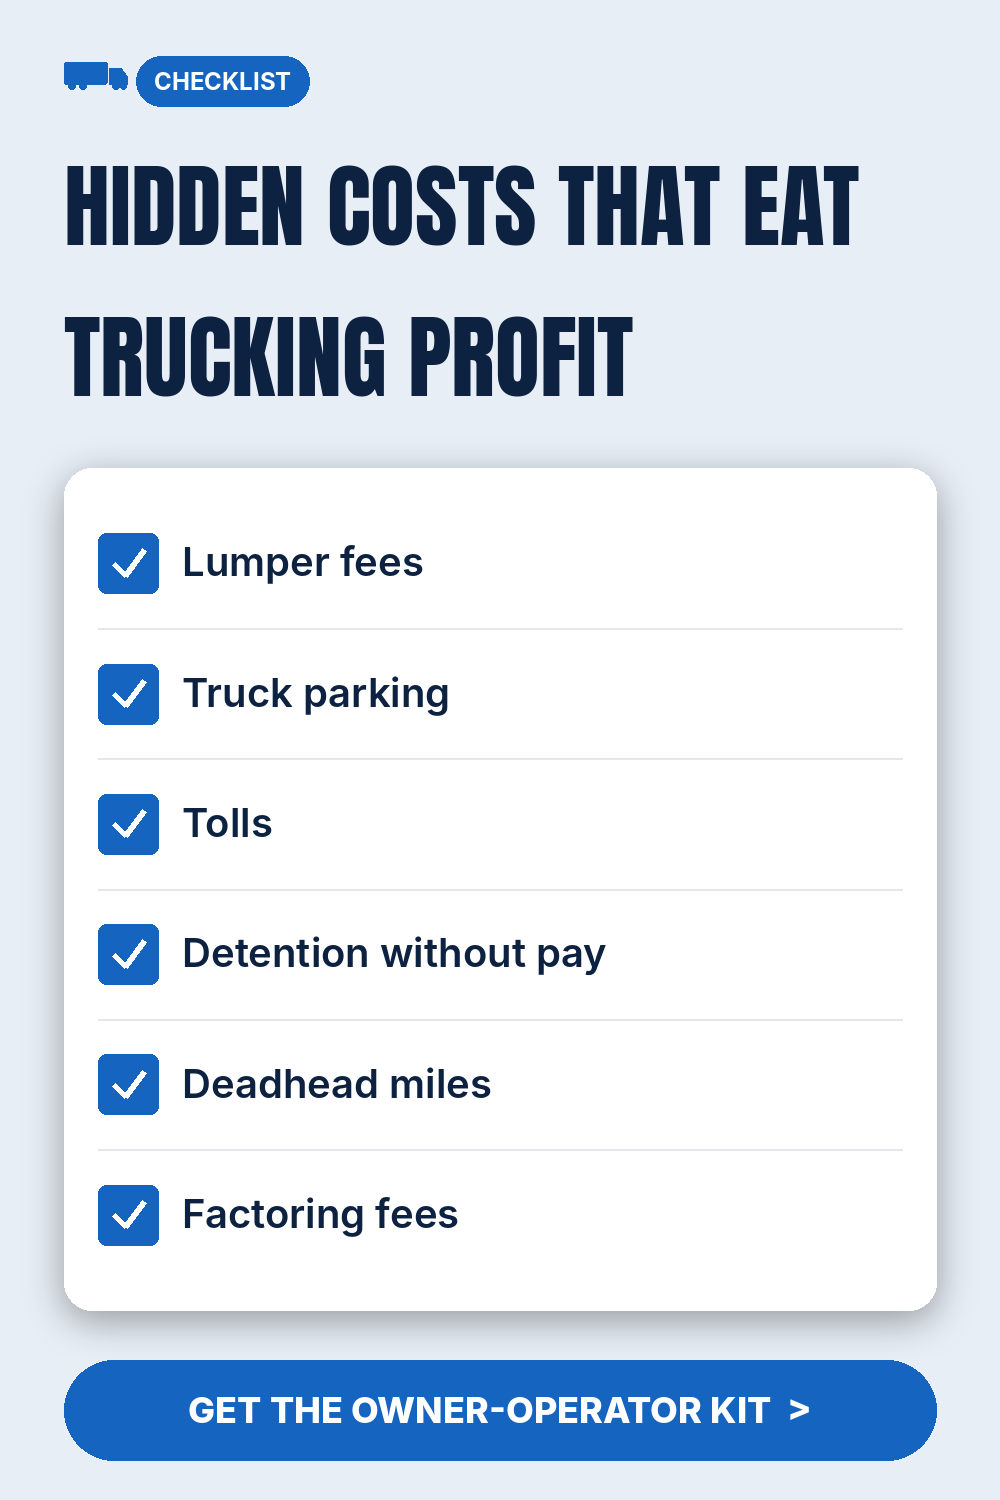 CHECKLIST
HIDDEN COSTS THAT EAT
TRUCKING PROFIT
Lumper fees
Truck parking
Tolls
Detention without pay
Deadhead miles
Factoring fees
GET THE OWNER-OPERATOR KIT >